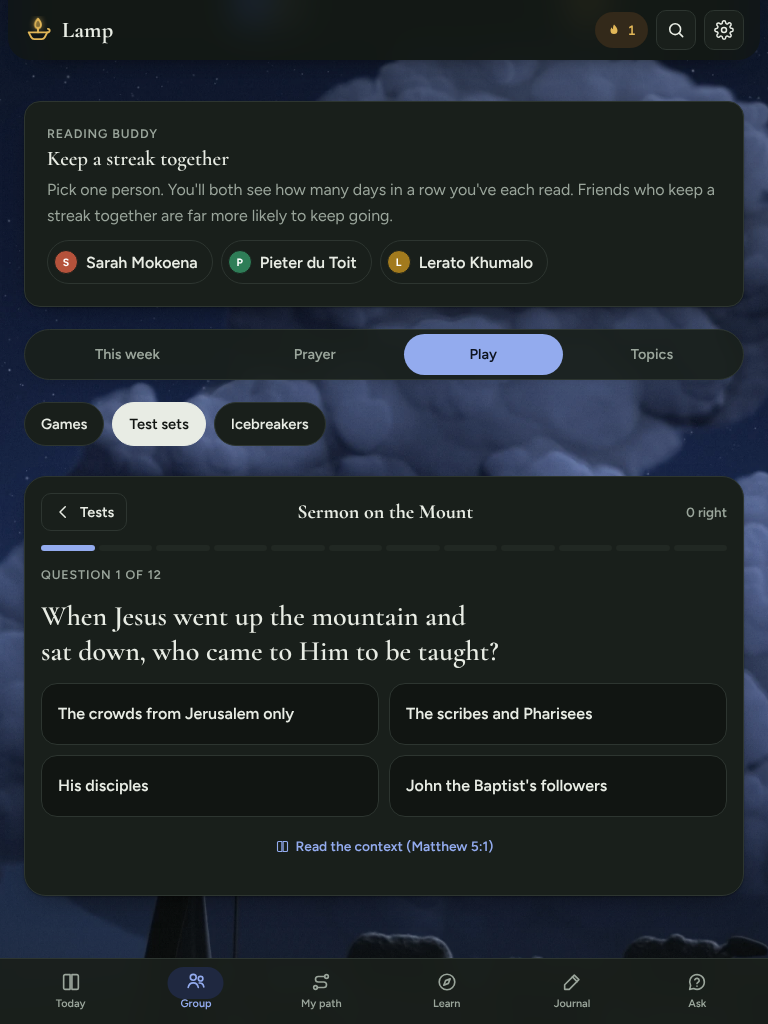 Lamp
1
READING BUDDY
Keep a streak together
Pick one person. You'll both see how many days in a row you've each read. Friends who keep a
streak together are far more likely to keep going.
S Sarah Mokoena
P Pieter du Toit
L Lerato Khumalo
This week
Prayer
Play
Topics
Games
Test sets
Icebreakers
Tests
Sermon on the Mount
0 right
QUESTION 1 OF 12
When Jesus went up the mountain and
sat down, who came to Him to be taught?
The crowds from Jerusalem only
The scribes and Pharisees
His disciples
John the Baptist's followers
Read the context (Matthew 5:1)
Today
Group
My path
Learn
Journal
Ask